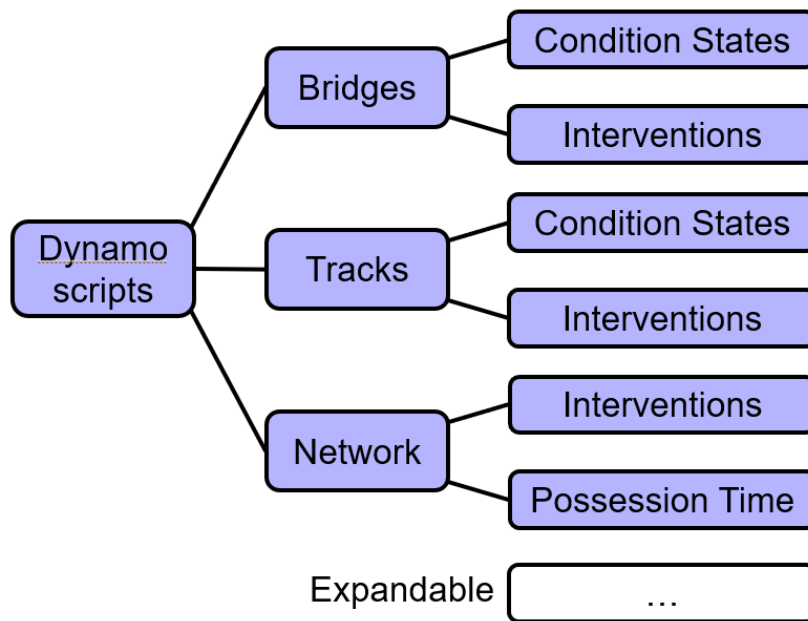 Condition States
Bridges
Interventions
Condition States
Dynamo
scripts
Tracks
Interventions
Interventions
Network
Possession Time
Expandable
...